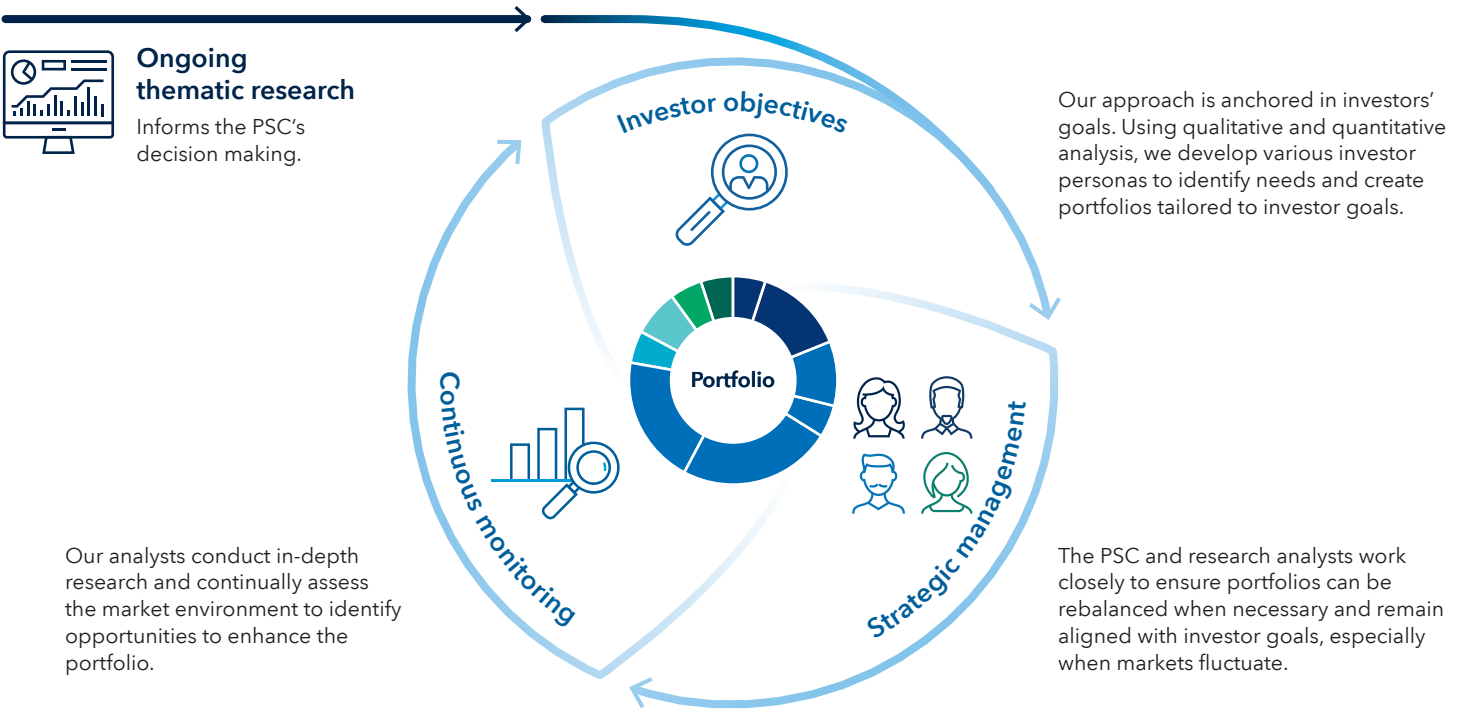 Ongoing
thematic research
Informs the PSC's
decision making.
Investor objectives
Our approach is anchored in investors'
goals. Using qualitative and quantitative
analysis, we develop various investor
personas to identify needs and create
portfolios tailored to investor goals.
Portfolio
Strategic management
The PSC and research analysts work
closely to ensure portfolios can be
rebalanced when necessary and remain
aligned with investor goals, especially
when markets fluctuate.
Continuous monitoring
Our analysts conduct in-depth
research and continually assess
the market environment to identify
opportunities to enhance the
portfolio.